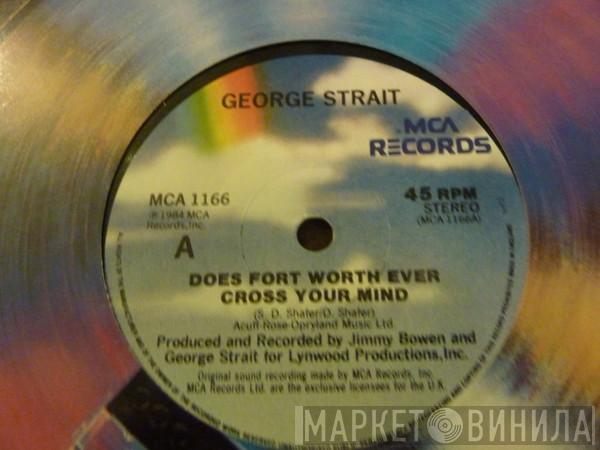 GEORGE STRAIT
MCA
RECORDS
MCA 1166
℗ 1984 MCA
Records, Inc.
45 RPM
STEREO
(MCA 1166A)
A
DOES FORT WORTH EVER
CROSS YOUR MIND
(S. D. Shafer/D. Shafer)
Acuff-Rose-Opryland Music Ltd
Produced and Recorded by Jimmy Bowen and
George Strait for Lynwood Productions, Inc.
Original sound recording made by MCA Records, Inc.
MCA Records Ltd. are the exclusive licensees for the U.K.
МАРКЕТ ВИНИЛА